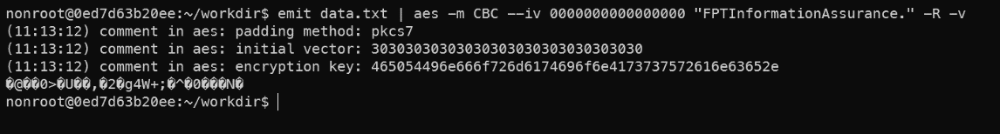 nonroot@0ed7d63b20ee:~/workdir$ emit data.txt | aes -m CBC --iv 0000000000000000 "FPTInformationAssurance." -R -v
(11:13:12) comment in aes: padding method: pkcs7
(11:13:12) comment in aes: initial vector: 30303030303030303030303030303030
(11:13:12) comment in aes: encryption key: 465054496e666f726d6174696f6e4173737572616e63652e
�@��0>�U��,�2�g4W+;�^�0���N�
nonroot@0ed7d63b20ee:~/workdir$